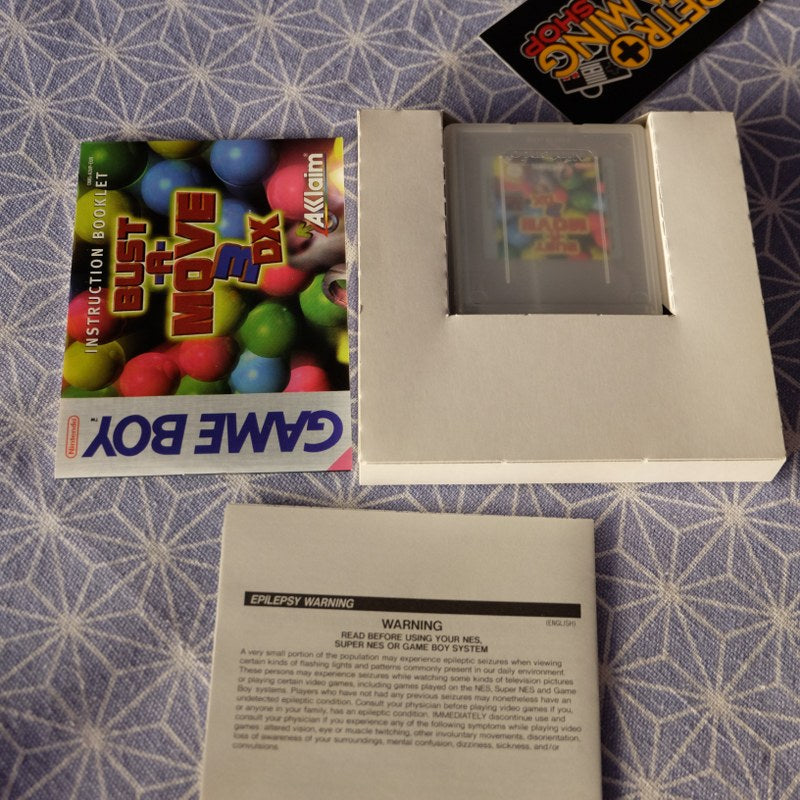 RETRO
GAMING
SHOP
INSTRUCTION BOOKLET
BUST
-A-
MOVE
3
DX
AKklaim
Nintendo
GAME BOY™
BUST
MOVE
DX
EPILEPSY WARNING
WARNING
(ENGLISH)
READ BEFORE USING YOUR NES,
SUPER NES OR GAME BOY SYSTEM
A very small portion of the population may experience epileptic seizures when viewing
certain kinds of flashing lights and patterns commonly present in our daily environment.
These persons may experience seizures while watching some kinds of television pictures
or playing certain video games, including games played on the NES, Super NES and Game
Boy systems. Players who have not had any previous seizures may nonetheless have an
undetected epileptic condition. Consult your physician before playing video games if you,
or anyone in your family, has an epileptic condition. IMMEDIATELY discontinue use and
consult your physician if you experience any of the following symptoms while playing video
games: altered vision, eye or muscle twitching, other involuntary movements, disorientation,
loss of awareness of your surroundings, mental confusion, dizziness, sickness, and/or
convulsions.